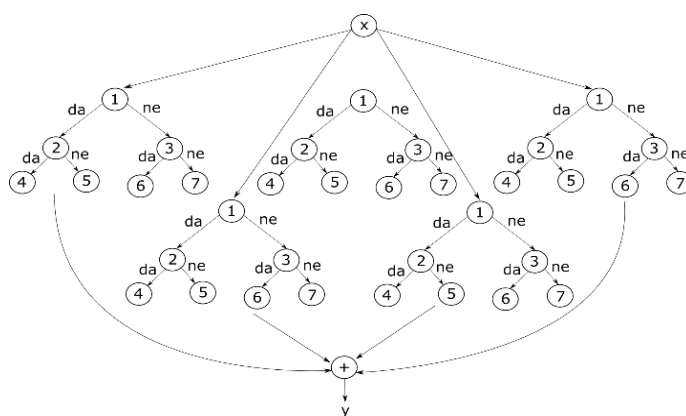 x
1 1 1
da ne da ne da ne
2 3 2 3 2 3
da ne da ne da ne da ne da ne da ne
4 5 6 7 4 5 6 7 4 5 6 7
1 1
da ne da ne
2 3 2 3
da ne da ne da ne da ne
4 5 6 7 4 5 6 7
+
y